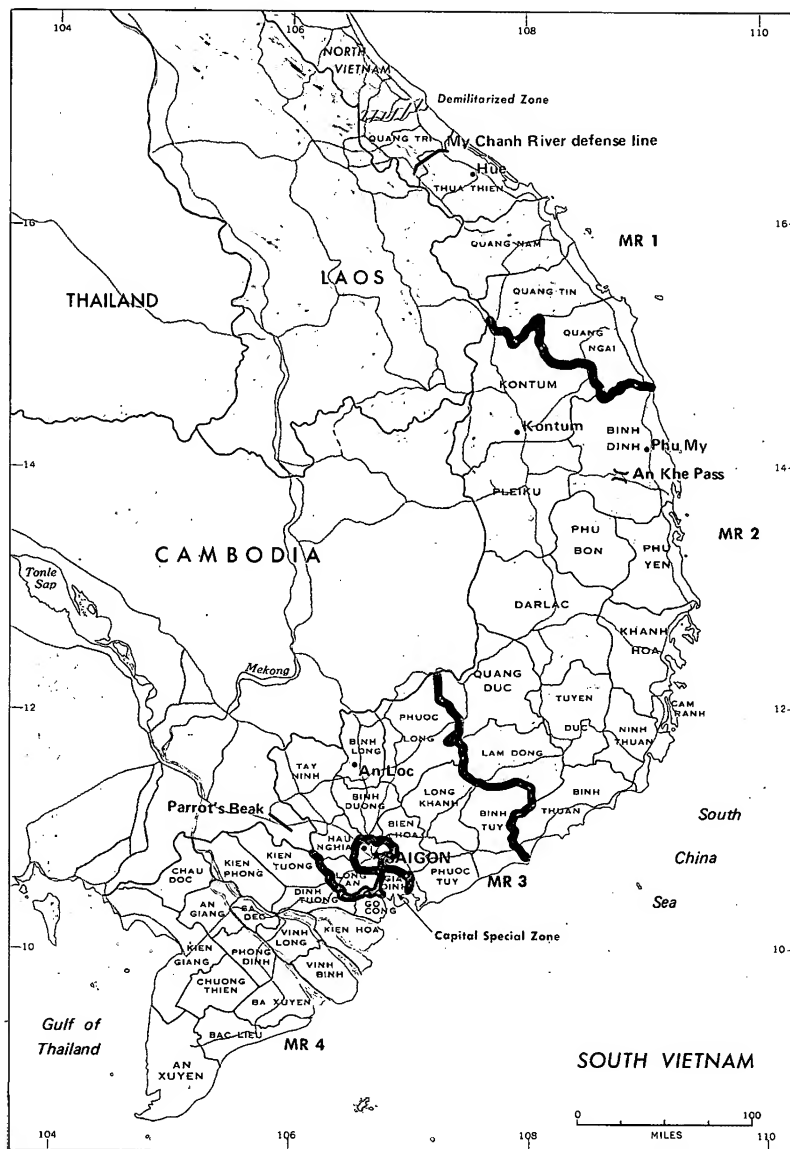 104
106
108
110
NORTH
VIETNAM
Demilitarized Zone
QUANG TRI
My Chanh River defense line
Hue
THUA THIEN
16
16
QUANG NAM
MR 1
LAOS
THAILAND
QUANG TIN
QUANG
NGAI
KONTUM
Kontum
BINH
DINH
Phu My
14
14
An Khe Pass
PLEIKU
PHU
BON
MR 2
CAMBODIA
PHU
YEN
Tonle
Sap
DARLAC
KHANH
HOA
Mekong
QUANG
DUC
12
12
TUYEN
DUC
CAM
RANH
PHUOC
LONG
NINH
THUAN
BINH
LONG
LAM DONG
TAY
NINH
An Loc
BINH
DUONG
LONG
KHANH
BINH
THUAN
Parrot's Beak
BIEN
HOA
BINH
TUY
South
China
Sea
HAU
NGHIA
SAIGON
KIEN
TUONG
KIEN
PHONG
CHAU
DOC
LONG
AN
GIA
DINH
PHUOC
TUY
MR 3
DINH
TUONG
GO
CONG
AN
GIANG
SA
DEC
Capital Special Zone
KIEN HOA
VINH
LONG
10
10
KIEN
GIANG
PHONG
DINH
VINH
BINH
CHUONG
THIEN
BA XUYEN
Gulf of
Thailand
BAC LIEU
MR 4
AN
XUYEN
SOUTH VIETNAM
0
100
MILES
104
106
108
110